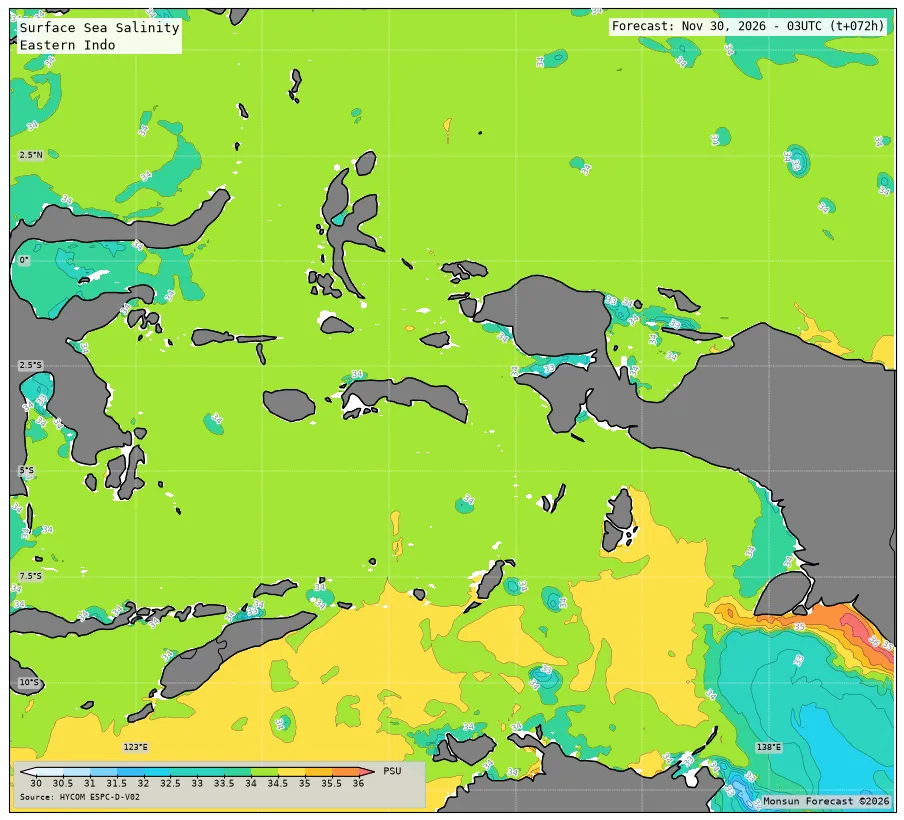 Surface Sea Salinity
Eastern Indo
Forecast: Nov 30, 2026 - 03UTC (t+072h)
2.5°N
0°
2.5°S
5°S
7.5°S
10°S
123°E
138°E
30 30.5 31 31.5 32 32.5 33 33.5 34 34.5 35 35.5 36 PSU
Source: HYCOM ESPC-D-V02
Monsun Forecast ©2026